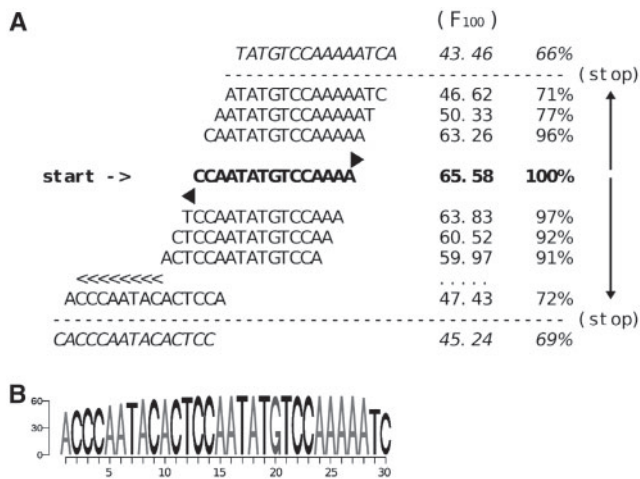 A
( F100 )
TATGTCCAAAAATCA 43. 46 66%
(stop)
ATATGTCCAAAAATC 46. 62 71%
AATATGTCCAAAAAT 50. 33 77%
CAATATGTCCAAAAA 63. 26 96%
start -> CCAATATGTCCAAAA 65. 58 100%
TCCAATATGTCCAAA 63. 83 97%
CTCCAATATGTCCAA 60. 52 92%
ACTCCAATATGTCCA 59. 97 91%
<<<<<<<<< . . . . .
ACCCAATACACTCCA 47. 43 72%
(stop)
CACCCAATACACTCC 45. 24 69%
B
60
30
0
ACCCAATACACTCCAATATGTCCAAAAATC
5 10 15 20 25 30